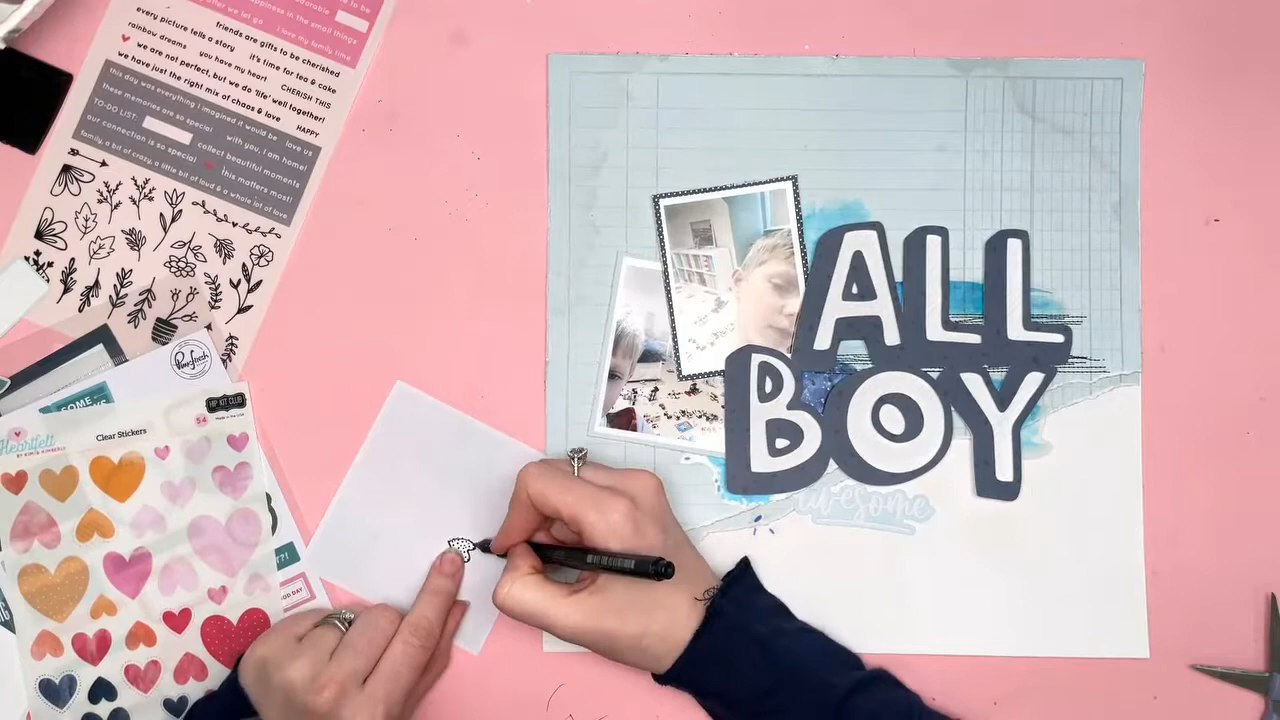 happiness in the small things
after we let go
I love my family time
every picture tells a story
friends are gifts to be cherished
rainbow dreams
you have my heart
it's time for tea & cake
we are not perfect, but we do 'life' well together!
CHERISH THIS
we have just the right mix of chaos & love
HAPPY
this day was everything I imagined it would be
love us
these memories are so special
with you, I am home!
TO-DO LIST:
collect beautiful moments
our connection is so special
this matters most!
family, a bit of crazy, a little bit of loud & a whole lot of love
SOME
HIP KIT CLUB
54
Made in the USA
Heartfelt
Clear Stickers
ALL
BOY
awesome